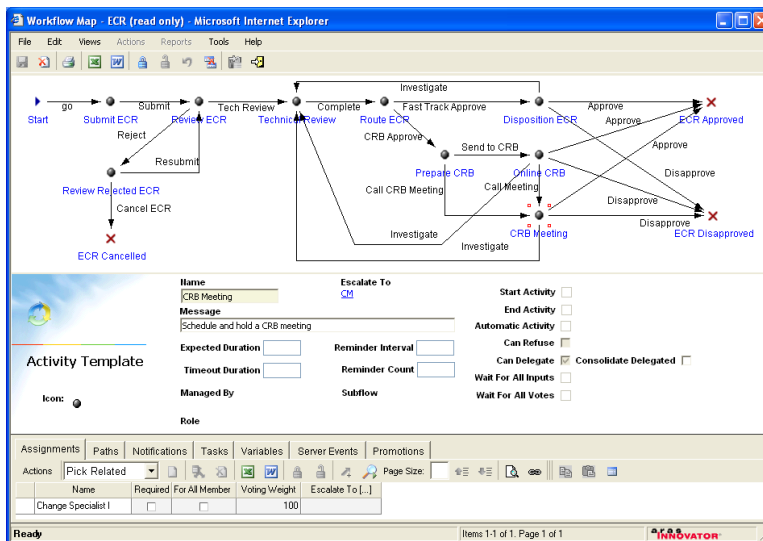 Workflow Map - ECR (read only) - Microsoft Internet Explorer
File Edit Views Actions Reports Tools Help
Investigate
go Submit Tech Review Complete Fast Track Approve Approve
Start Submit ECR Review ECR Technical Review Route ECR Disposition ECR ECR Approved
Reject CRB Approve Approve
Send to CRB Approve
Resubmit
Prepare CRB Online CRB Disapprove
Review Rejected ECR Call CRB Meeting Call Meeting
Cancel ECR Disapprove
Disapprove
Investigate CRB Meeting ECR Disapproved
Investigate
ECR Cancelled
Name Escalate To Start Activity
CRB Meeting CM
Message End Activity
Schedule and hold a CRB meeting Automatic Activity
Expected Duration Reminder Interval Can Refuse
Activity Template Can Delegate Consolidate Delegated
Timeout Duration Reminder Count Wait For All Inputs
Icon: Managed By Subflow Wait For All Votes
Role
Assignments Paths Notifications Tasks Variables Server Events Promotions
Actions Pick Related Page Size:
Name Required For All Member Voting Weight Escalate To [...]
Change Specialist I 100
Ready Items 1-1 of 1. Page 1 of 1 aras INNOVATOR